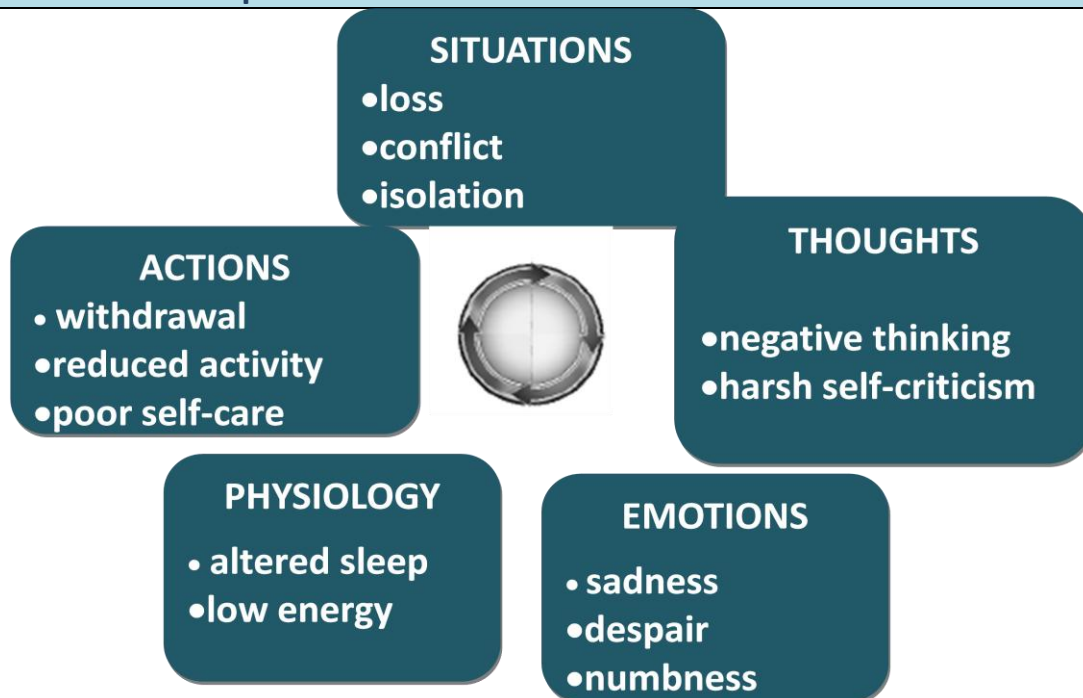 SITUATIONS
•loss
•conflict
•isolation
THOUGHTS
•negative thinking
•harsh self-criticism
EMOTIONS
• sadness
•despair
•numbness
PHYSIOLOGY
• altered sleep
•low energy
ACTIONS
• withdrawal
•reduced activity
•poor self-care